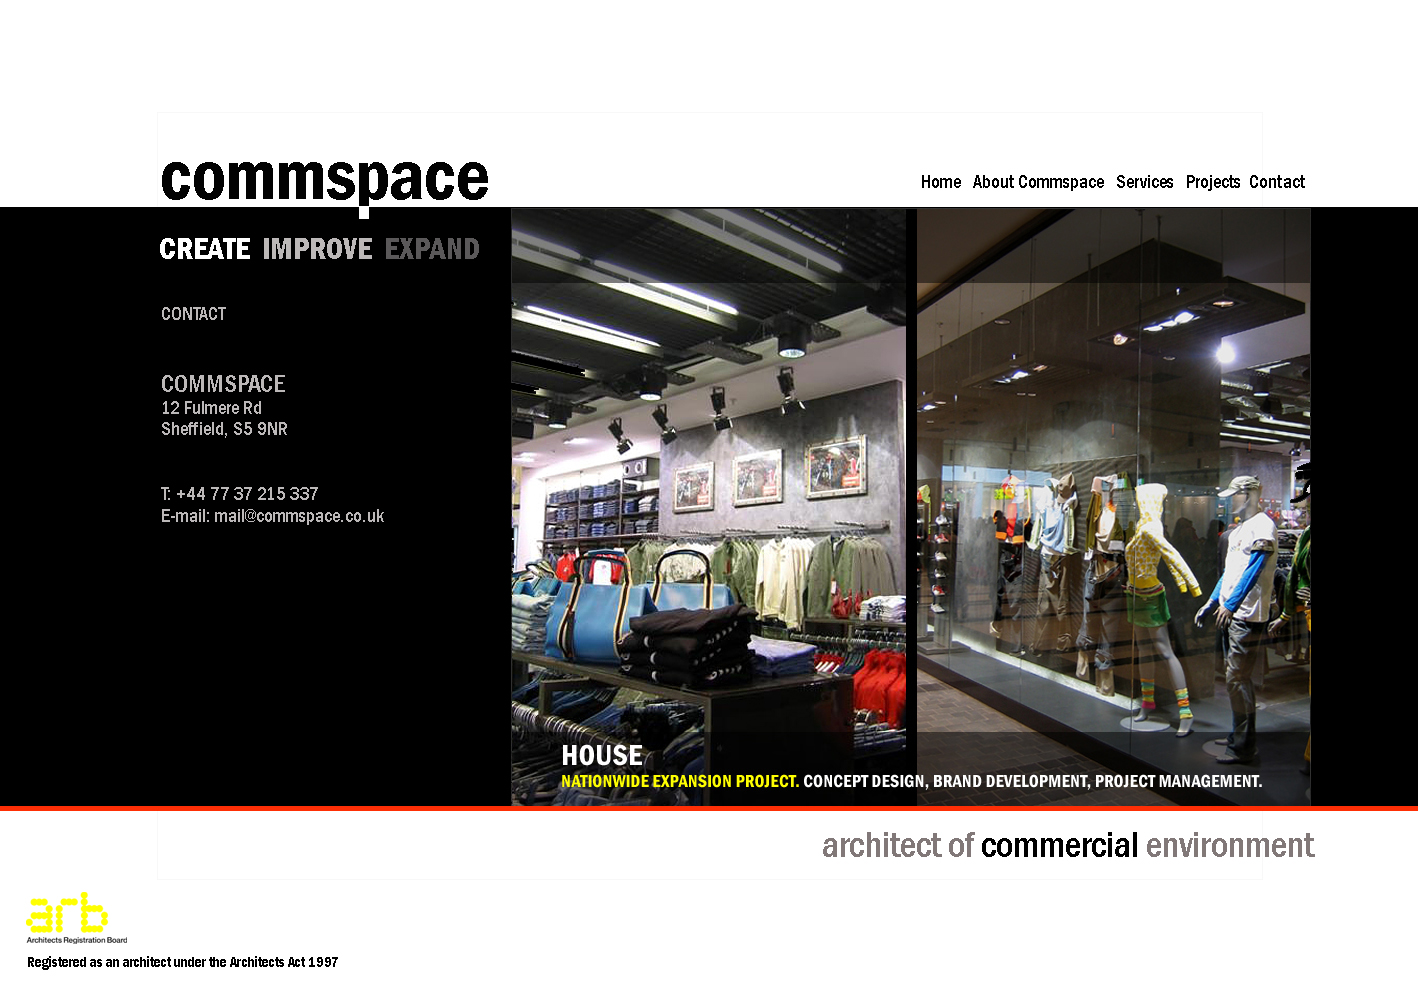 commspace
Home About Commspace Services Projects Contact
CREATE IMPROVE EXPAND
CONTACT
COMMSPACE
12 Fulmere Rd
Sheffield, S5 9NR
T: +44 77 37 215 337
E-mail: mail@commspace.co.uk
HOUSE
NATIONWIDE EXPANSION PROJECT. CONCEPT DESIGN, BRAND DEVELOPMENT, PROJECT MANAGEMENT.
architect of commercial environment
arb
Architects Registration Board
Registered as an architect under the Architects Act 1997